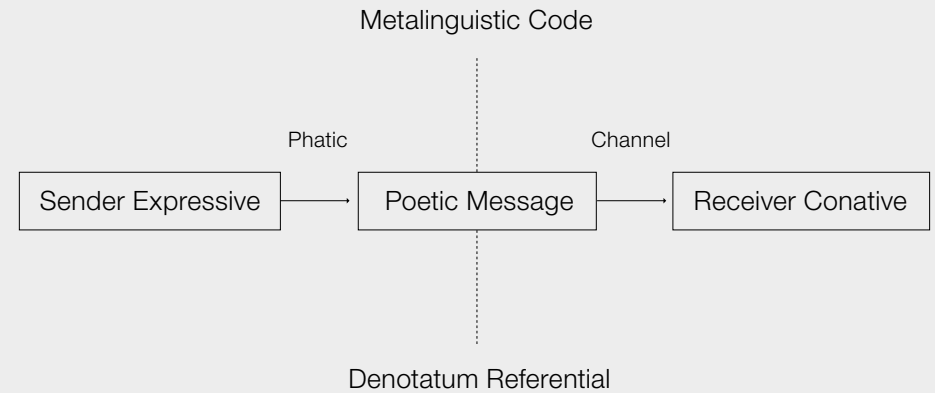 Metalinguistic Code
Phatic
Channel
Sender Expressive
Poetic Message
Receiver Conative
Denotatum Referential